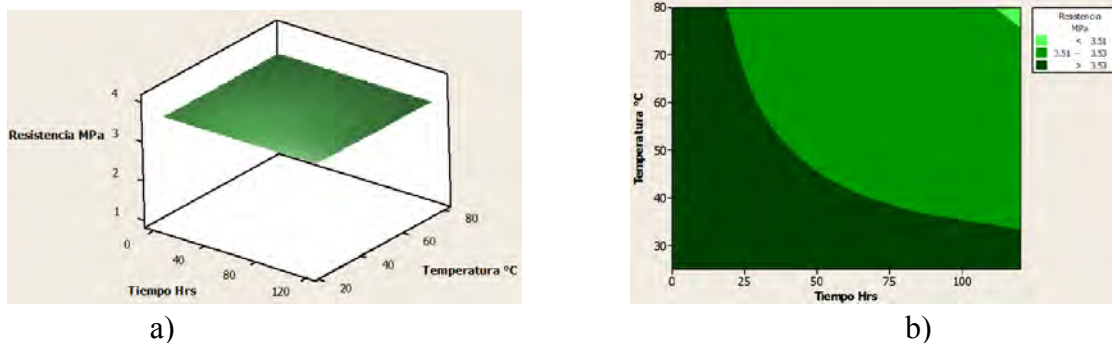 4
3
2
1
Resistencia MPa
0
40
80
120
Tiempo Hrs
20
40
60
80
Temperatura °C
a)
80
70
60
50
40
30
Temperatura °C
0
25
50
75
100
Tiempo Hrs
Resistencia
MPa
< 3.51
3.51 – 3.53
> 3.53
b)